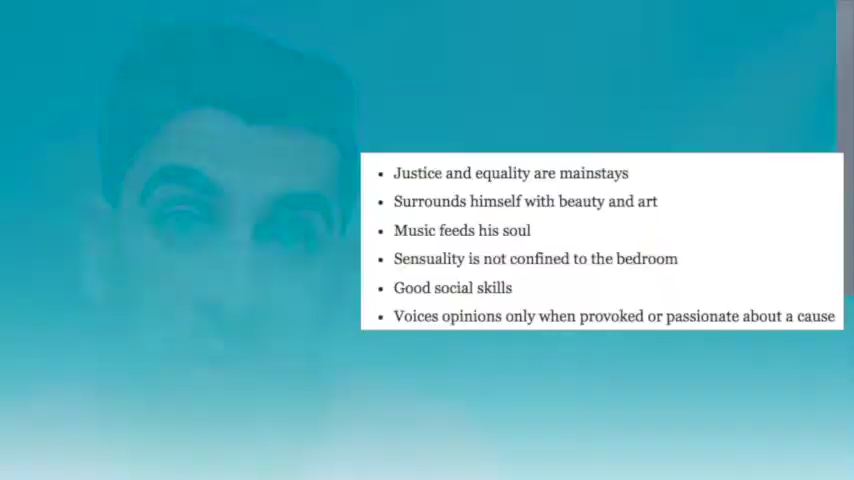 • Justice and equality are mainstays
• Surrounds himself with beauty and art
• Music feeds his soul
• Sensuality is not confined to the bedroom
• Good social skills
• Voices opinions only when provoked or passionate about a cause